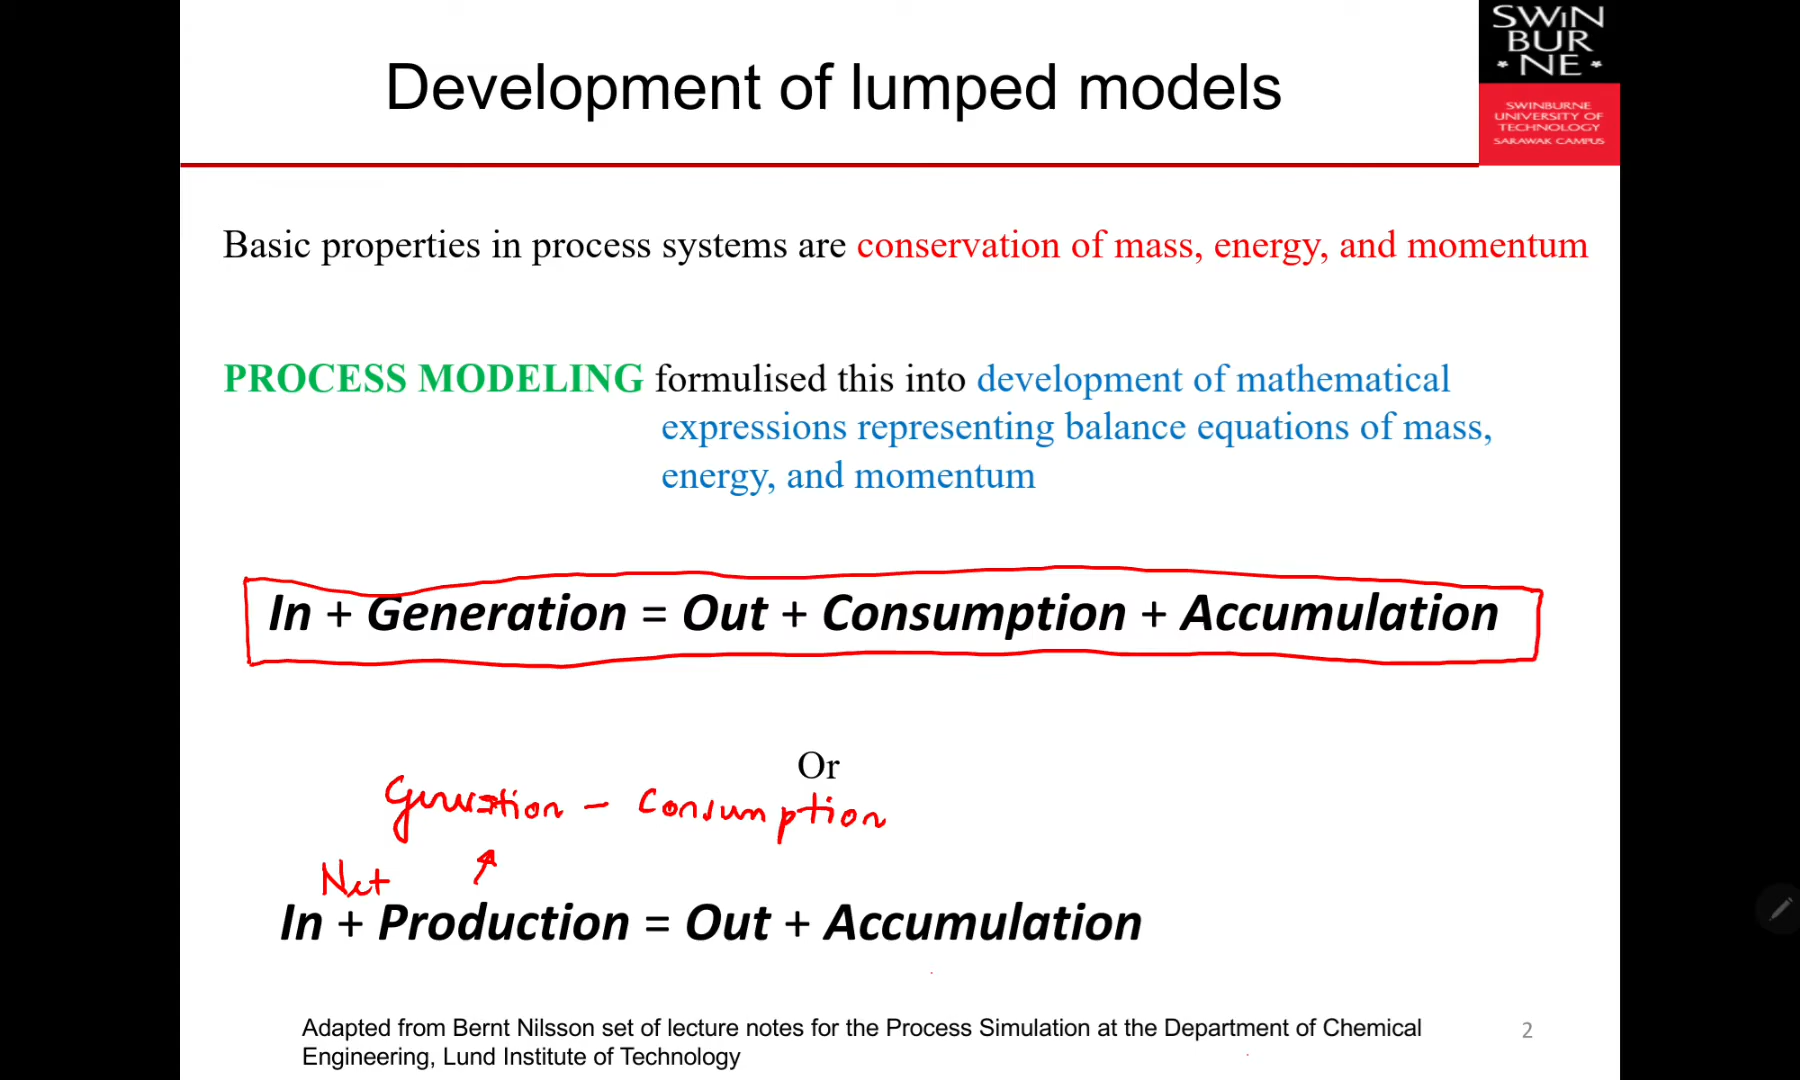 Development of lumped models
SWiN
BUR
* NE *
SWINBURNE
UNIVERSITY OF
TECHNOLOGY
SARAWAK CAMPUS
Basic properties in process systems are conservation of mass, energy, and momentum
PROCESS MODELING formulised this into development of mathematical
expressions representing balance equations of mass,
energy, and momentum
In + Generation = Out + Consumption + Accumulation
Or
Generation - Consumption
Net
In + Production = Out + Accumulation
Adapted from Bernt Nilsson set of lecture notes for the Process Simulation at the Department of Chemical
Engineering, Lund Institute of Technology
2